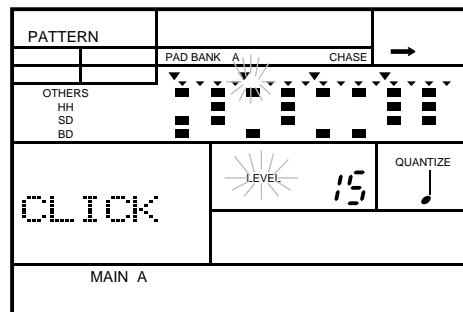 PATTERN
PAD BANK A CHASE
OTHERS
HH
SD
BD
LEVEL 15
QUANTIZE
CLICK
MAIN A